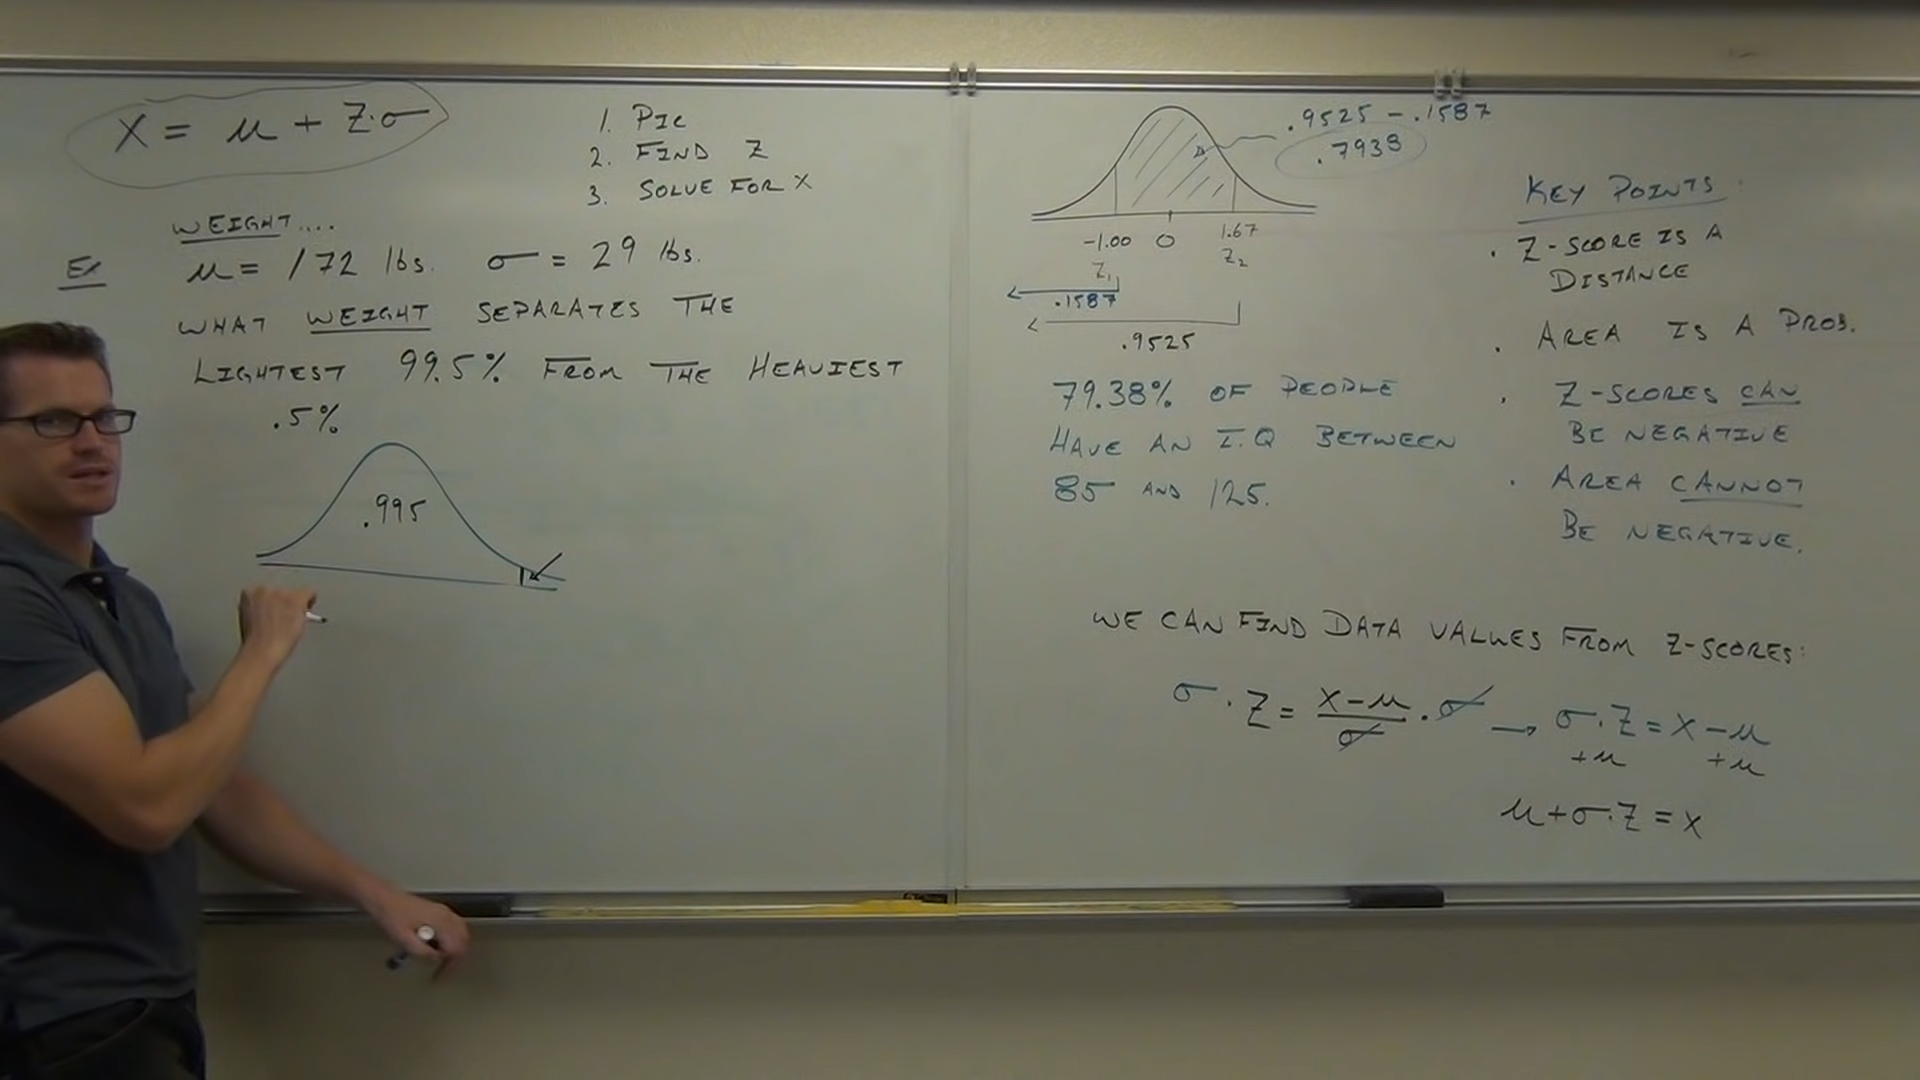 X = μ + Z·σ
1. PIC
2. FIND Z
3. SOLVE FOR X
WEIGHT....
EX μ = 172 lbs. σ = 29 lbs.
WHAT WEIGHT SEPARATES THE
LIGHTEST 99.5% FROM THE HEAVIEST
.5%
.995
.9525 - .1587
.7938
-1.00 0 1.67
Z₁ Z₂
.1587
.9525
79.38% OF PEOPLE
HAVE AN I.Q BETWEEN
85 AND 125.
KEY POINTS:
· Z-SCORE IS A
DISTANCE
· AREA IS A PROB.
· Z-SCORES CAN
BE NEGATIVE
· AREA CANNOT
BE NEGATIVE.
WE CAN FIND DATA VALUES FROM Z-SCORES:
σ · Z = X-μ/σ · σ → σ·Z = X-μ
+μ +μ
μ+σ·Z = X